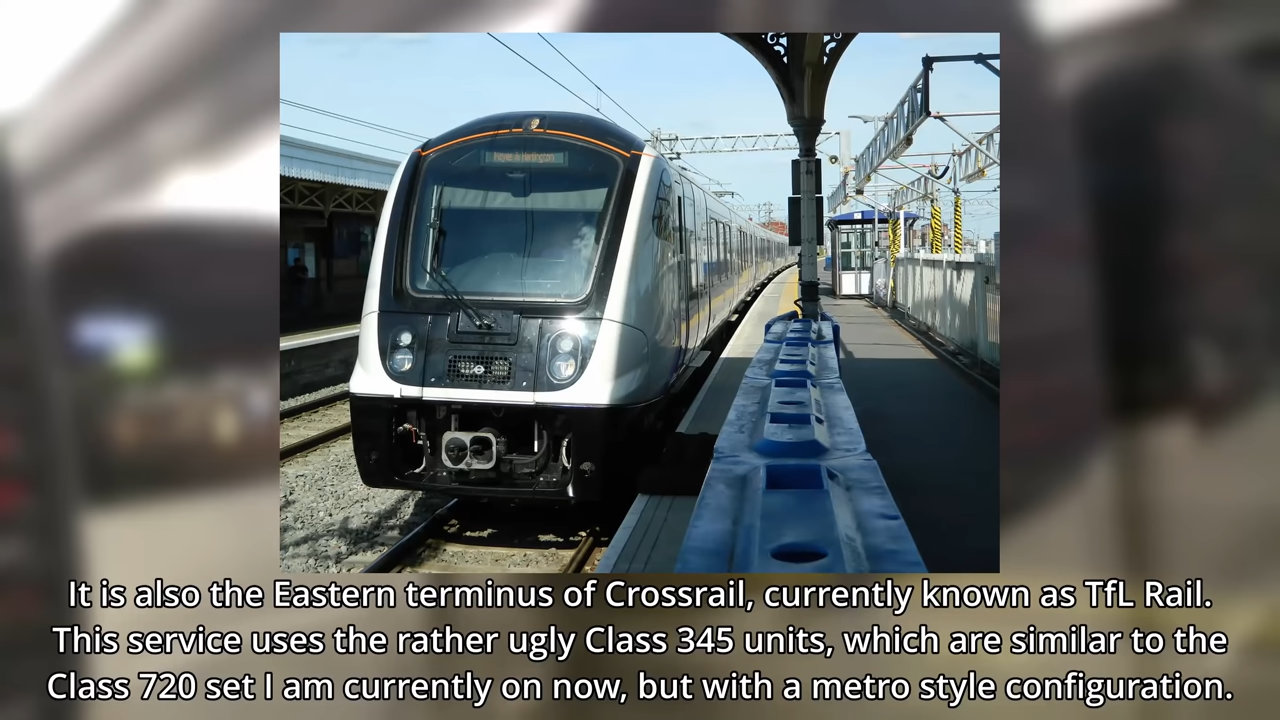 Hayes & Harlington
It is also the Eastern terminus of Crossrail, currently known as TfL Rail.
This service uses the rather ugly Class 345 units, which are similar to the
Class 720 set I am currently on now, but with a metro style configuration.